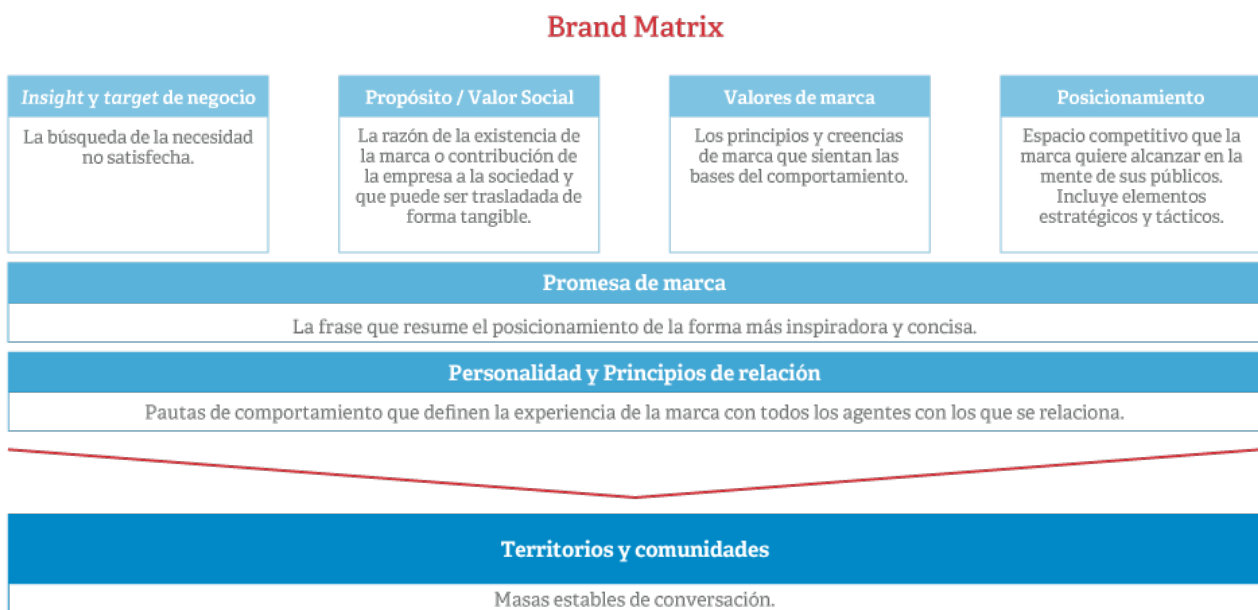 Brand Matrix
Insight y target de negocio
La búsqueda de la necesidad
no satisfecha.
Propósito / Valor Social
La razón de la existencia de
la marca o contribución de
la empresa a la sociedad y
que puede ser trasladada de
forma tangible.
Valores de marca
Los principios y creencias
de marca que sientan las
bases del comportamiento.
Posicionamiento
Espacio competitivo que la
marca quiere alcanzar en la
mente de sus públicos.
Incluye elementos
estratégicos y tácticos.
Promesa de marca
La frase que resume el posicionamiento de la forma más inspiradora y concisa.
Personalidad y Principios de relación
Pautas de comportamiento que definen la experiencia de la marca con todos los agentes con los que se relaciona.
Territorios y comunidades
Masas estables de conversación.